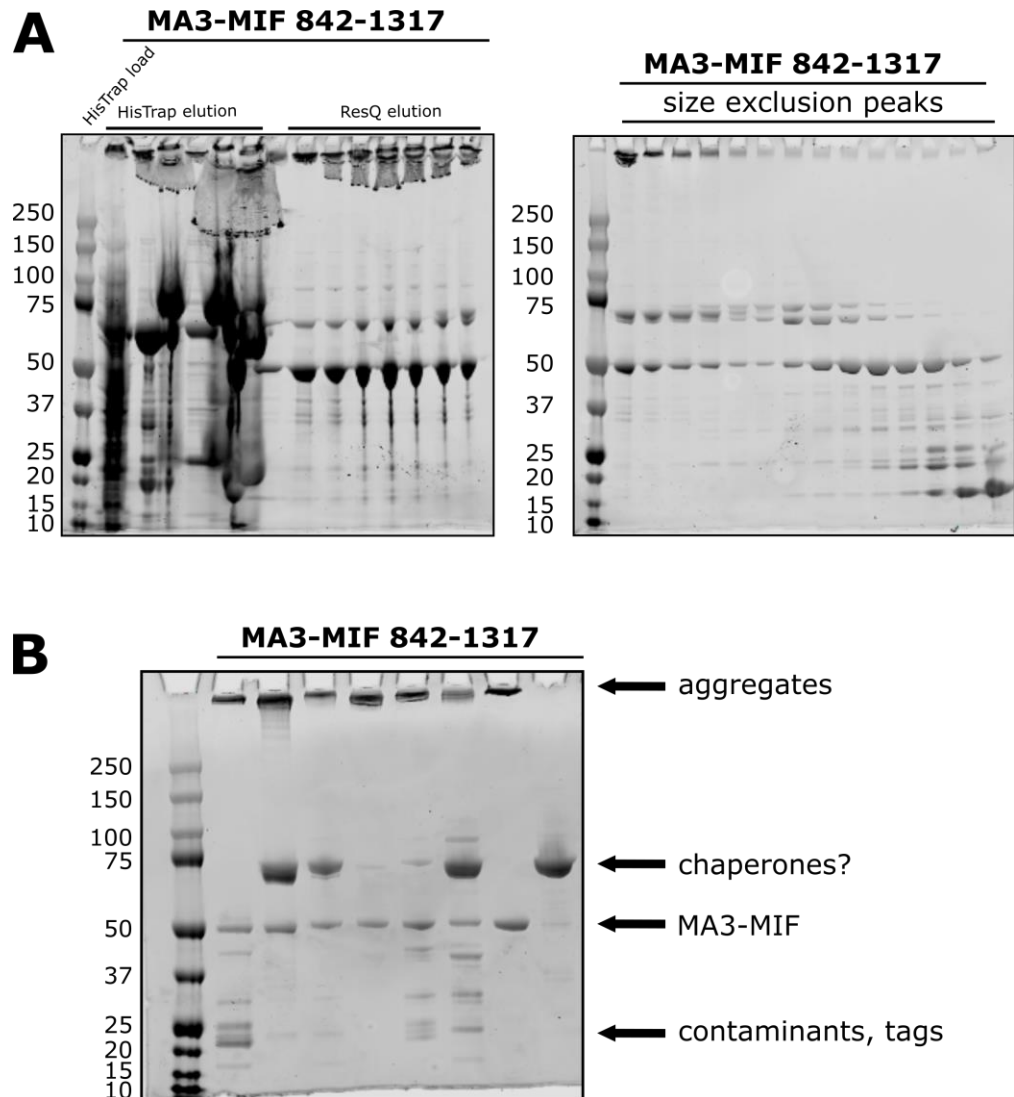 A
MA3-MIF 842-1317
HisTrap load
HisTrap elution
ResQ elution
250
150
100
75
50
37
25
20
15
10
MA3-MIF 842-1317
size exclusion peaks
250
150
100
75
50
37
25
20
15
10
B
MA3-MIF 842-1317
250
150
100
75
50
37
25
20
15
10
aggregates
chaperones?
MA3-MIF
contaminants, tags